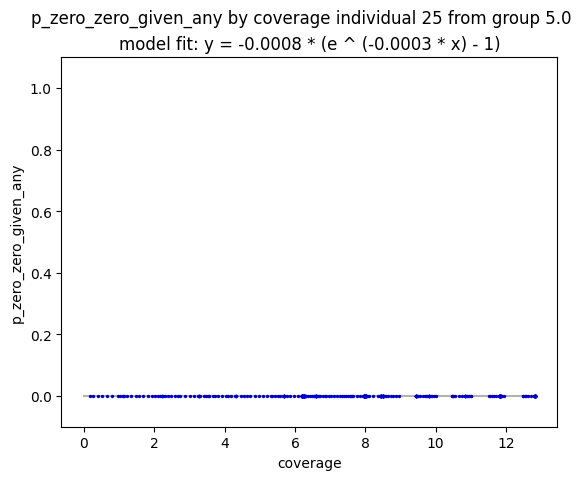 p_zero_zero_given_any by coverage individual 25 from group 5.0
model fit: y = -0.0008 * (e ^ (-0.0003 * x) - 1)
1.0
0.8
0.6
0.4
0.2
0.0
p_zero_zero_given_any
0 2 4 6 8 10 12
coverage